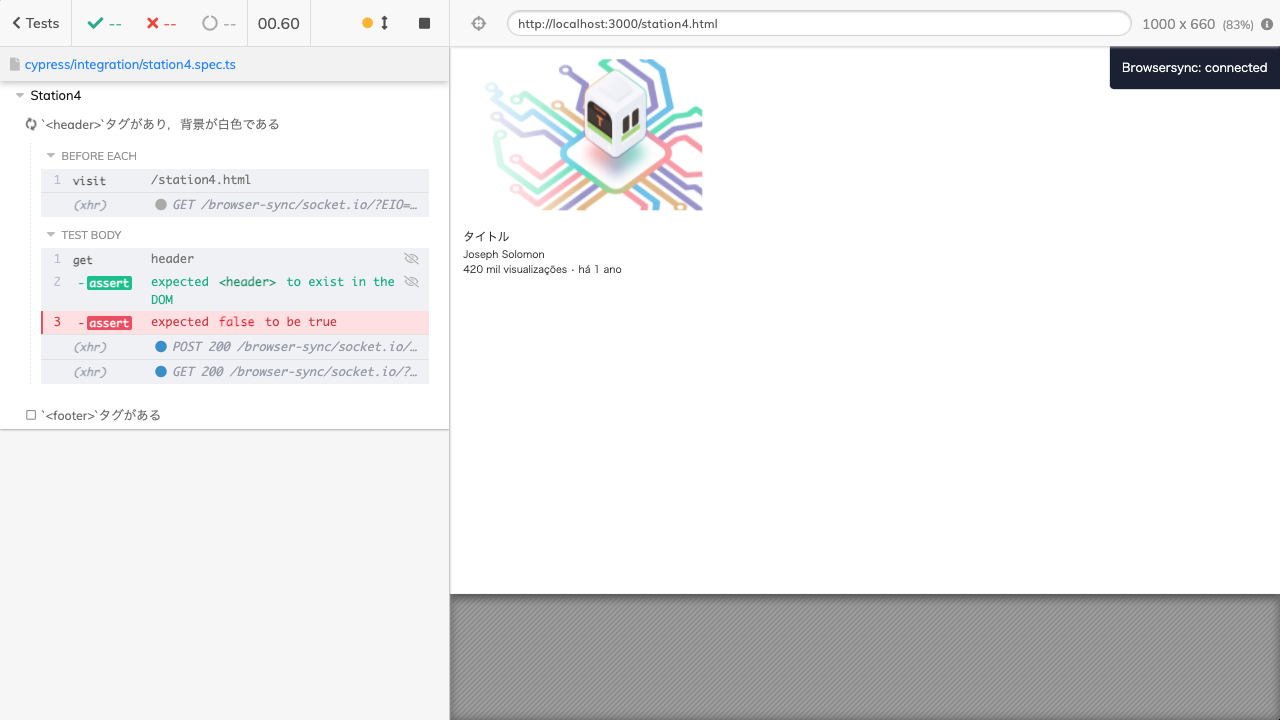 Tests
--
--
--
00.60
http://localhost:3000/station4.html
1000 x 660 (83%)
cypress/integration/station4.spec.ts
Browsersync: connected
Station4
`<header>`タグがあり，背景が白色である
BEFORE EACH
1 visit /station4.html
(xhr) GET /browser-sync/socket.io/?EIO=…
TEST BODY
1 get header
2 -assert expected <header> to exist in the
DOM
3 -assert expected false to be true
(xhr) POST 200 /browser-sync/socket.io/…
(xhr) GET 200 /browser-sync/socket.io/?…
`<footer>`タグがある
T
タイトル
Joseph Solomon
420 mil visualizações · há 1 ano